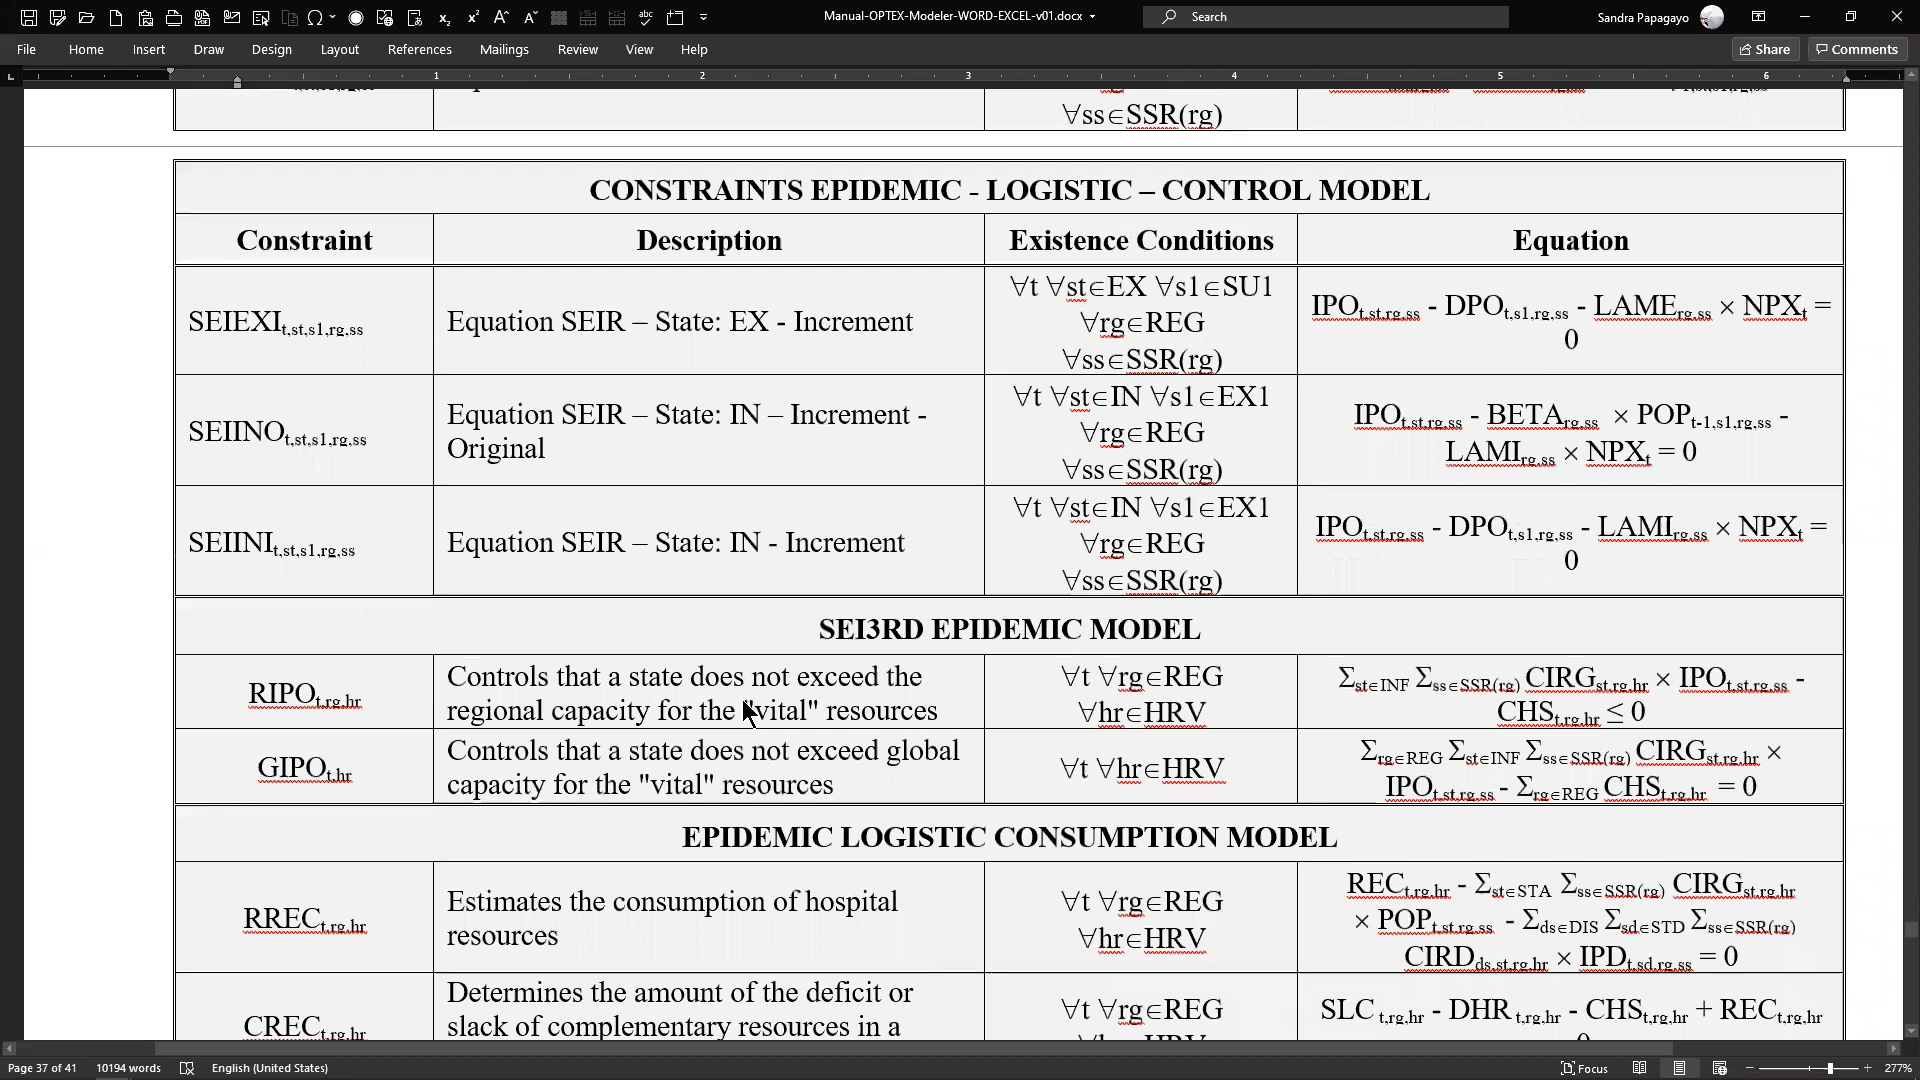 Manual-OPTEX-Modeler-WORD-EXCEL-v01.docx
Search
Sandra Papagayo
File Home Insert Draw Design Layout References Mailings Review View Help
Share Comments
1 2 3 4 5 6
∀ss∈SSR(rg)
CONSTRAINTS EPIDEMIC - LOGISTIC – CONTROL MODEL
Constraint Description Existence Conditions Equation
SEIEXIt,st,s1,rg,ss
Equation SEIR – State: EX - Increment
∀t ∀st∈EX ∀s1∈SU1
∀rg∈REG
∀ss∈SSR(rg)
IPOt,st,rg,ss - DPOt,s1,rg,ss - LAMErg,ss × NPXt =
0
SEIINOt,st,s1,rg,ss
Equation SEIR – State: IN – Increment -
Original
∀t ∀st∈IN ∀s1∈EX1
∀rg∈REG
∀ss∈SSR(rg)
IPOt,st,rg,ss - BETArg,ss × POPt-1,s1,rg,ss -
LAMIrg,ss × NPXt = 0
SEIINIt,st,s1,rg,ss
Equation SEIR – State: IN - Increment
∀t ∀st∈IN ∀s1∈EX1
∀rg∈REG
∀ss∈SSR(rg)
IPOt,st,rg,ss - DPOt,s1,rg,ss - LAMIrg,ss × NPXt =
0
SEI3RD EPIDEMIC MODEL
RIPOt,rg,hr
Controls that a state does not exceed the
regional capacity for the "vital" resources
∀t ∀rg∈REG
∀hr∈HRV
Σst∈INF Σss∈SSR(rg) CIRGst,rg,hr × IPOt,st,rg,ss -
CHSt,rg,hr ≤ 0
GIPOt,hr
Controls that a state does not exceed global
capacity for the "vital" resources
∀t ∀hr∈HRV
Σrg∈REG Σst∈INF Σss∈SSR(rg) CIRGst,rg,hr ×
IPOt,st,rg,ss - Σrg∈REG CHSt,rg,hr = 0
EPIDEMIC LOGISTIC CONSUMPTION MODEL
RRECt,rg,hr
Estimates the consumption of hospital
resources
∀t ∀rg∈REG
∀hr∈HRV
RECt,rg,hr - Σst∈STA Σss∈SSR(rg) CIRGst,rg,hr
× POPt,st,rg,ss - Σds∈DIS Σsd∈STD Σss∈SSR(rg)
CIRDds,st,rg,hr × IPDt,sd,rg,ss = 0
CRECt,rg,hr
Determines the amount of the deficit or
slack of complementary resources in a
∀t ∀rg∈REG
SLC t,rg,hr - DHR t,rg,hr - CHSt,rg,hr + RECt,rg,hr
Page 37 of 41 10194 words English (United States) Focus 277%